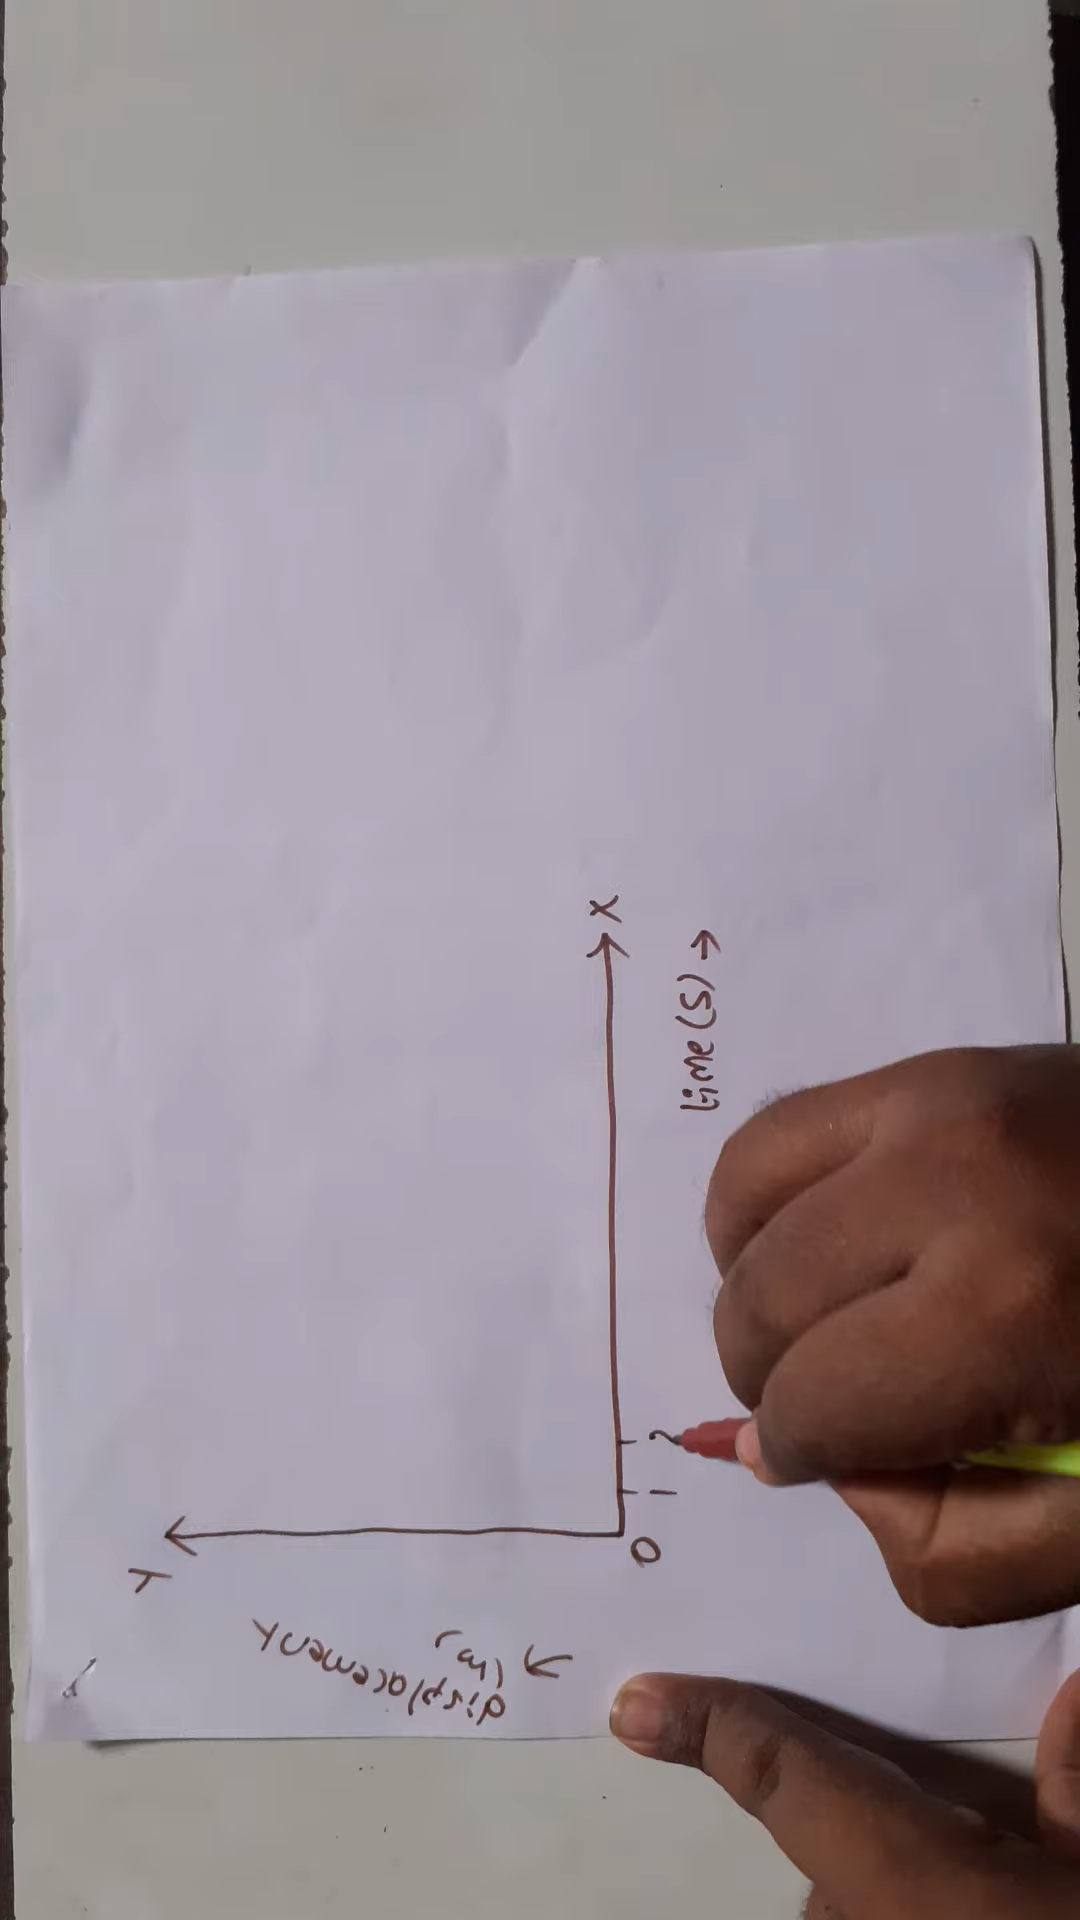 Y
displacement
(m)
↑
0
1
2
X
time(s) →